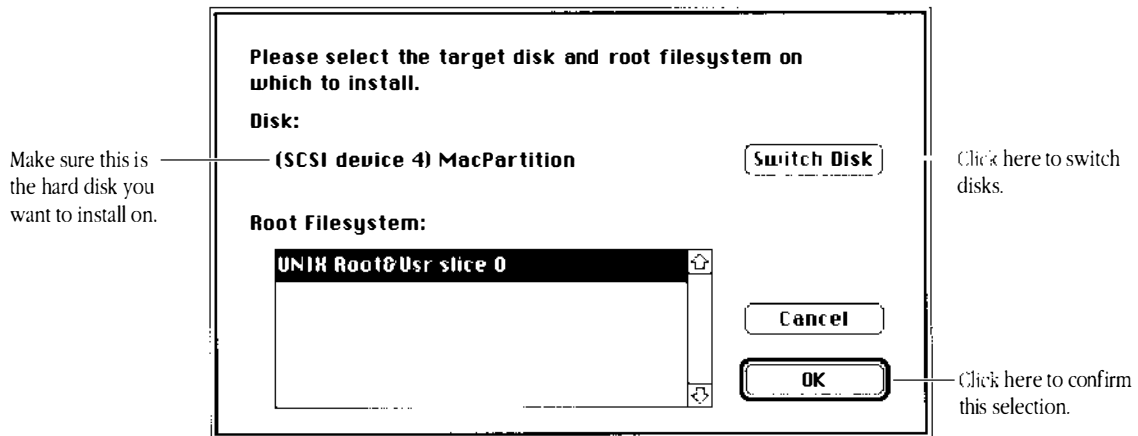 Please select the target disk and root filesystem on
which to install.
Disk:
Make sure this is
the hard disk you
want to install on.
(SCSI device 4) MacPartition
Switch Disk
Click here to switch
disks.
Root Filesystem:
UNIX Root&Usr slice 0
Cancel
OK
Click here to confirm
this selection.